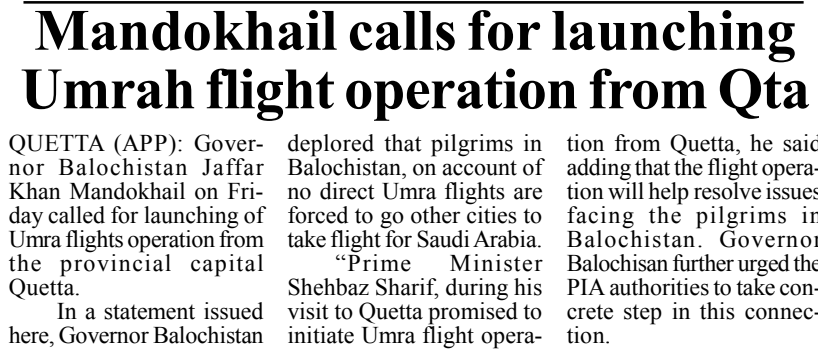 Mandokhail calls for launching
Umrah flight operation from Qta
QUETTA (APP): Gover-
nor Balochistan Jaffar
Khan Mandokhail on Fri-
day called for launching of
Umra flights operation from
the provincial capital
Quetta.
In a statement issued
here, Governor Balochistan
deplored that pilgrims in
Balochistan, on account of
no direct Umra flights are
forced to go other cities to
take flight for Saudi Arabia.
“Prime Minister
Shehbaz Sharif, during his
visit to Quetta promised to
initiate Umra flight opera-
tion from Quetta, he said
adding that the flight opera-
tion will help resolve issues
facing the pilgrims in
Balochistan. Governor
Balochisan further urged the
PIA authorities to take con-
crete step in this connec-
tion.